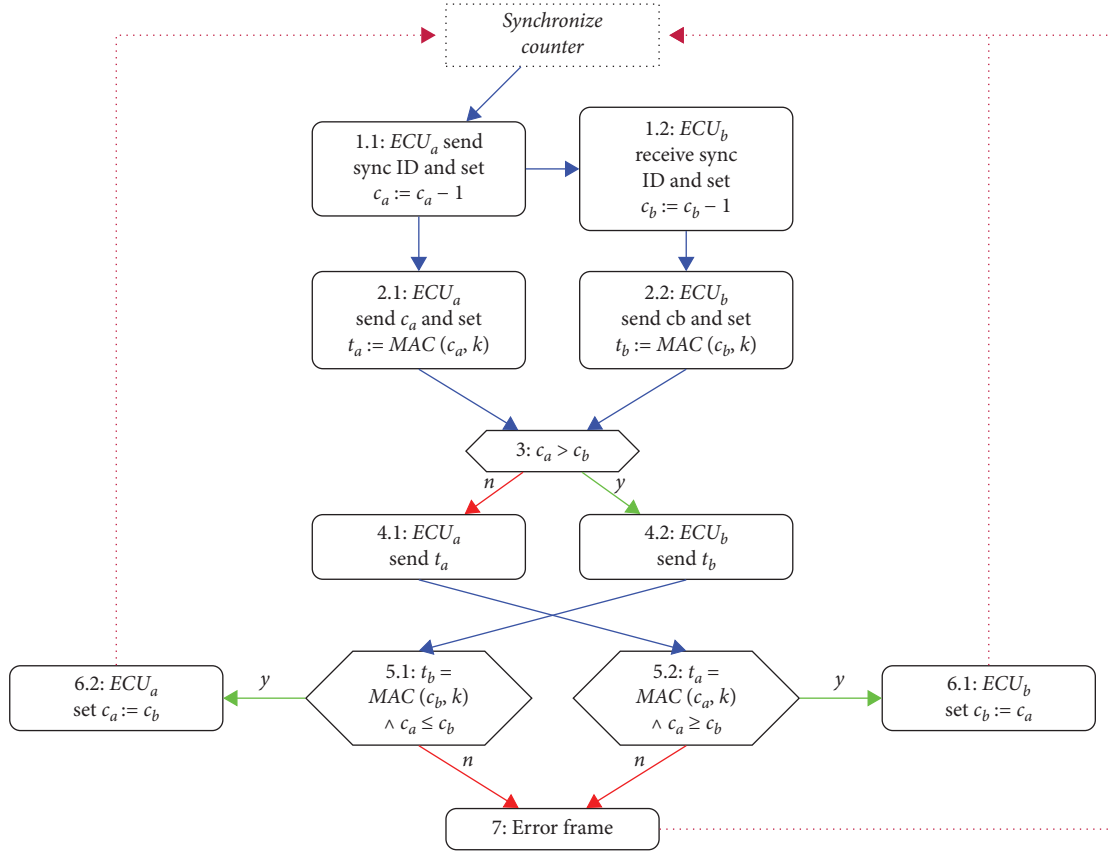 Synchronize
counter
1.1: ECUa send
sync ID and set
ca := ca − 1
1.2: ECUb
receive sync
ID and set
cb := cb − 1
2.1: ECUa
send ca and set
ta := MAC (ca, k)
2.2: ECUb
send cb and set
tb := MAC (cb, k)
3: ca > cb
n
y
4.1: ECUa
send ta
4.2: ECUb
send tb
6.2: ECUa
set ca := cb
y
5.1: tb =
MAC (cb, k)
∧ ca ≤ cb
5.2: ta =
MAC (ca, k)
∧ ca ≥ cb
y
6.1: ECUb
set cb := ca
n
n
7: Error frame